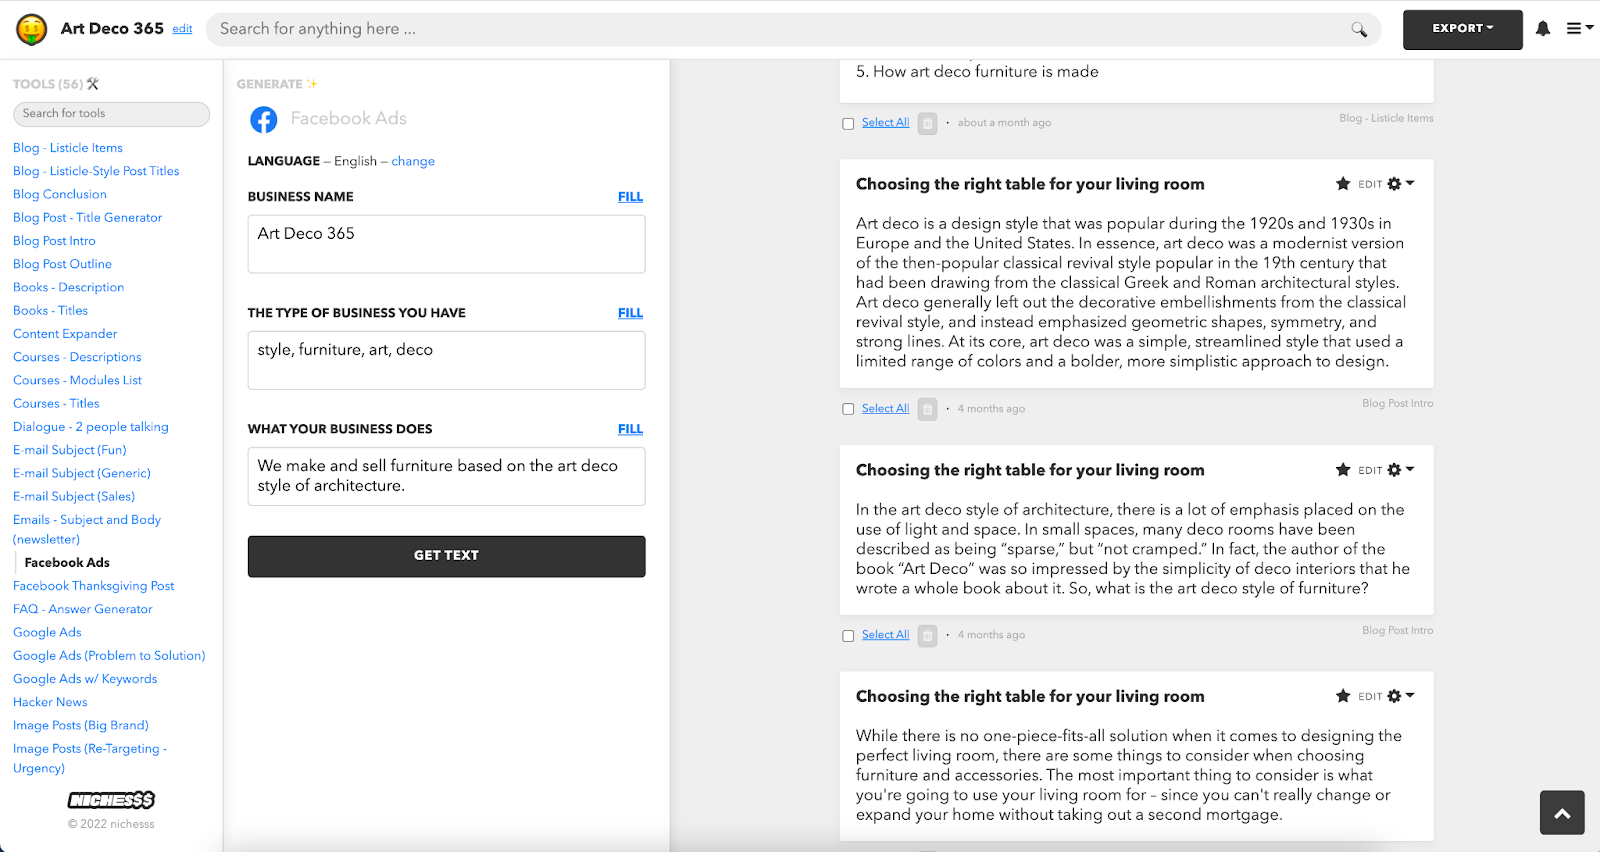 Art Deco 365 edit
Search for anything here ...
EXPORT
TOOLS (56)
Search for tools
Blog - Listicle Items
Blog - Listicle-Style Post Titles
Blog Conclusion
Blog Post - Title Generator
Blog Post Intro
Blog Post Outline
Books - Description
Books - Titles
Content Expander
Courses - Descriptions
Courses - Modules List
Courses - Titles
Dialogue - 2 people talking
E-mail Subject (Fun)
E-mail Subject (Generic)
E-mail Subject (Sales)
Emails - Subject and Body
(newsletter)
Facebook Ads
Facebook Thanksgiving Post
FAQ - Answer Generator
Google Ads
Google Ads (Problem to Solution)
Google Ads w/ Keywords
Hacker News
Image Posts (Big Brand)
Image Posts (Re-Targeting -
Urgency)
NICHESSS
© 2022 nichesss
GENERATE ✨
Facebook Ads
LANGUAGE – English – change
BUSINESS NAME FILL
Art Deco 365
THE TYPE OF BUSINESS YOU HAVE FILL
style, furniture, art, deco
WHAT YOUR BUSINESS DOES FILL
We make and sell furniture based on the art deco
style of architecture.
GET TEXT
5. How art deco furniture is made
Select All · about a month ago Blog - Listicle Items
Choosing the right table for your living room EDIT
Art deco is a design style that was popular during the 1920s and 1930s in
Europe and the United States. In essence, art deco was a modernist version
of the then-popular classical revival style popular in the 19th century that
had been drawing from the classical Greek and Roman architectural styles.
Art deco generally left out the decorative embellishments from the classical
revival style, and instead emphasized geometric shapes, symmetry, and
strong lines. At its core, art deco was a simple, streamlined style that used a
limited range of colors and a bolder, more simplistic approach to design.
Select All · 4 months ago Blog Post Intro
Choosing the right table for your living room EDIT
In the art deco style of architecture, there is a lot of emphasis placed on the
use of light and space. In small spaces, many deco rooms have been
described as being “sparse,” but “not cramped.” In fact, the author of the
book “Art Deco” was so impressed by the simplicity of deco interiors that he
wrote a whole book about it. So, what is the art deco style of furniture?
Select All · 4 months ago Blog Post Intro
Choosing the right table for your living room EDIT
While there is no one-piece-fits-all solution when it comes to designing the
perfect living room, there are some things to consider when choosing
furniture and accessories. The most important thing to consider is what
you're going to use your living room for – since you can't really change or
expand your home without taking out a second mortgage.